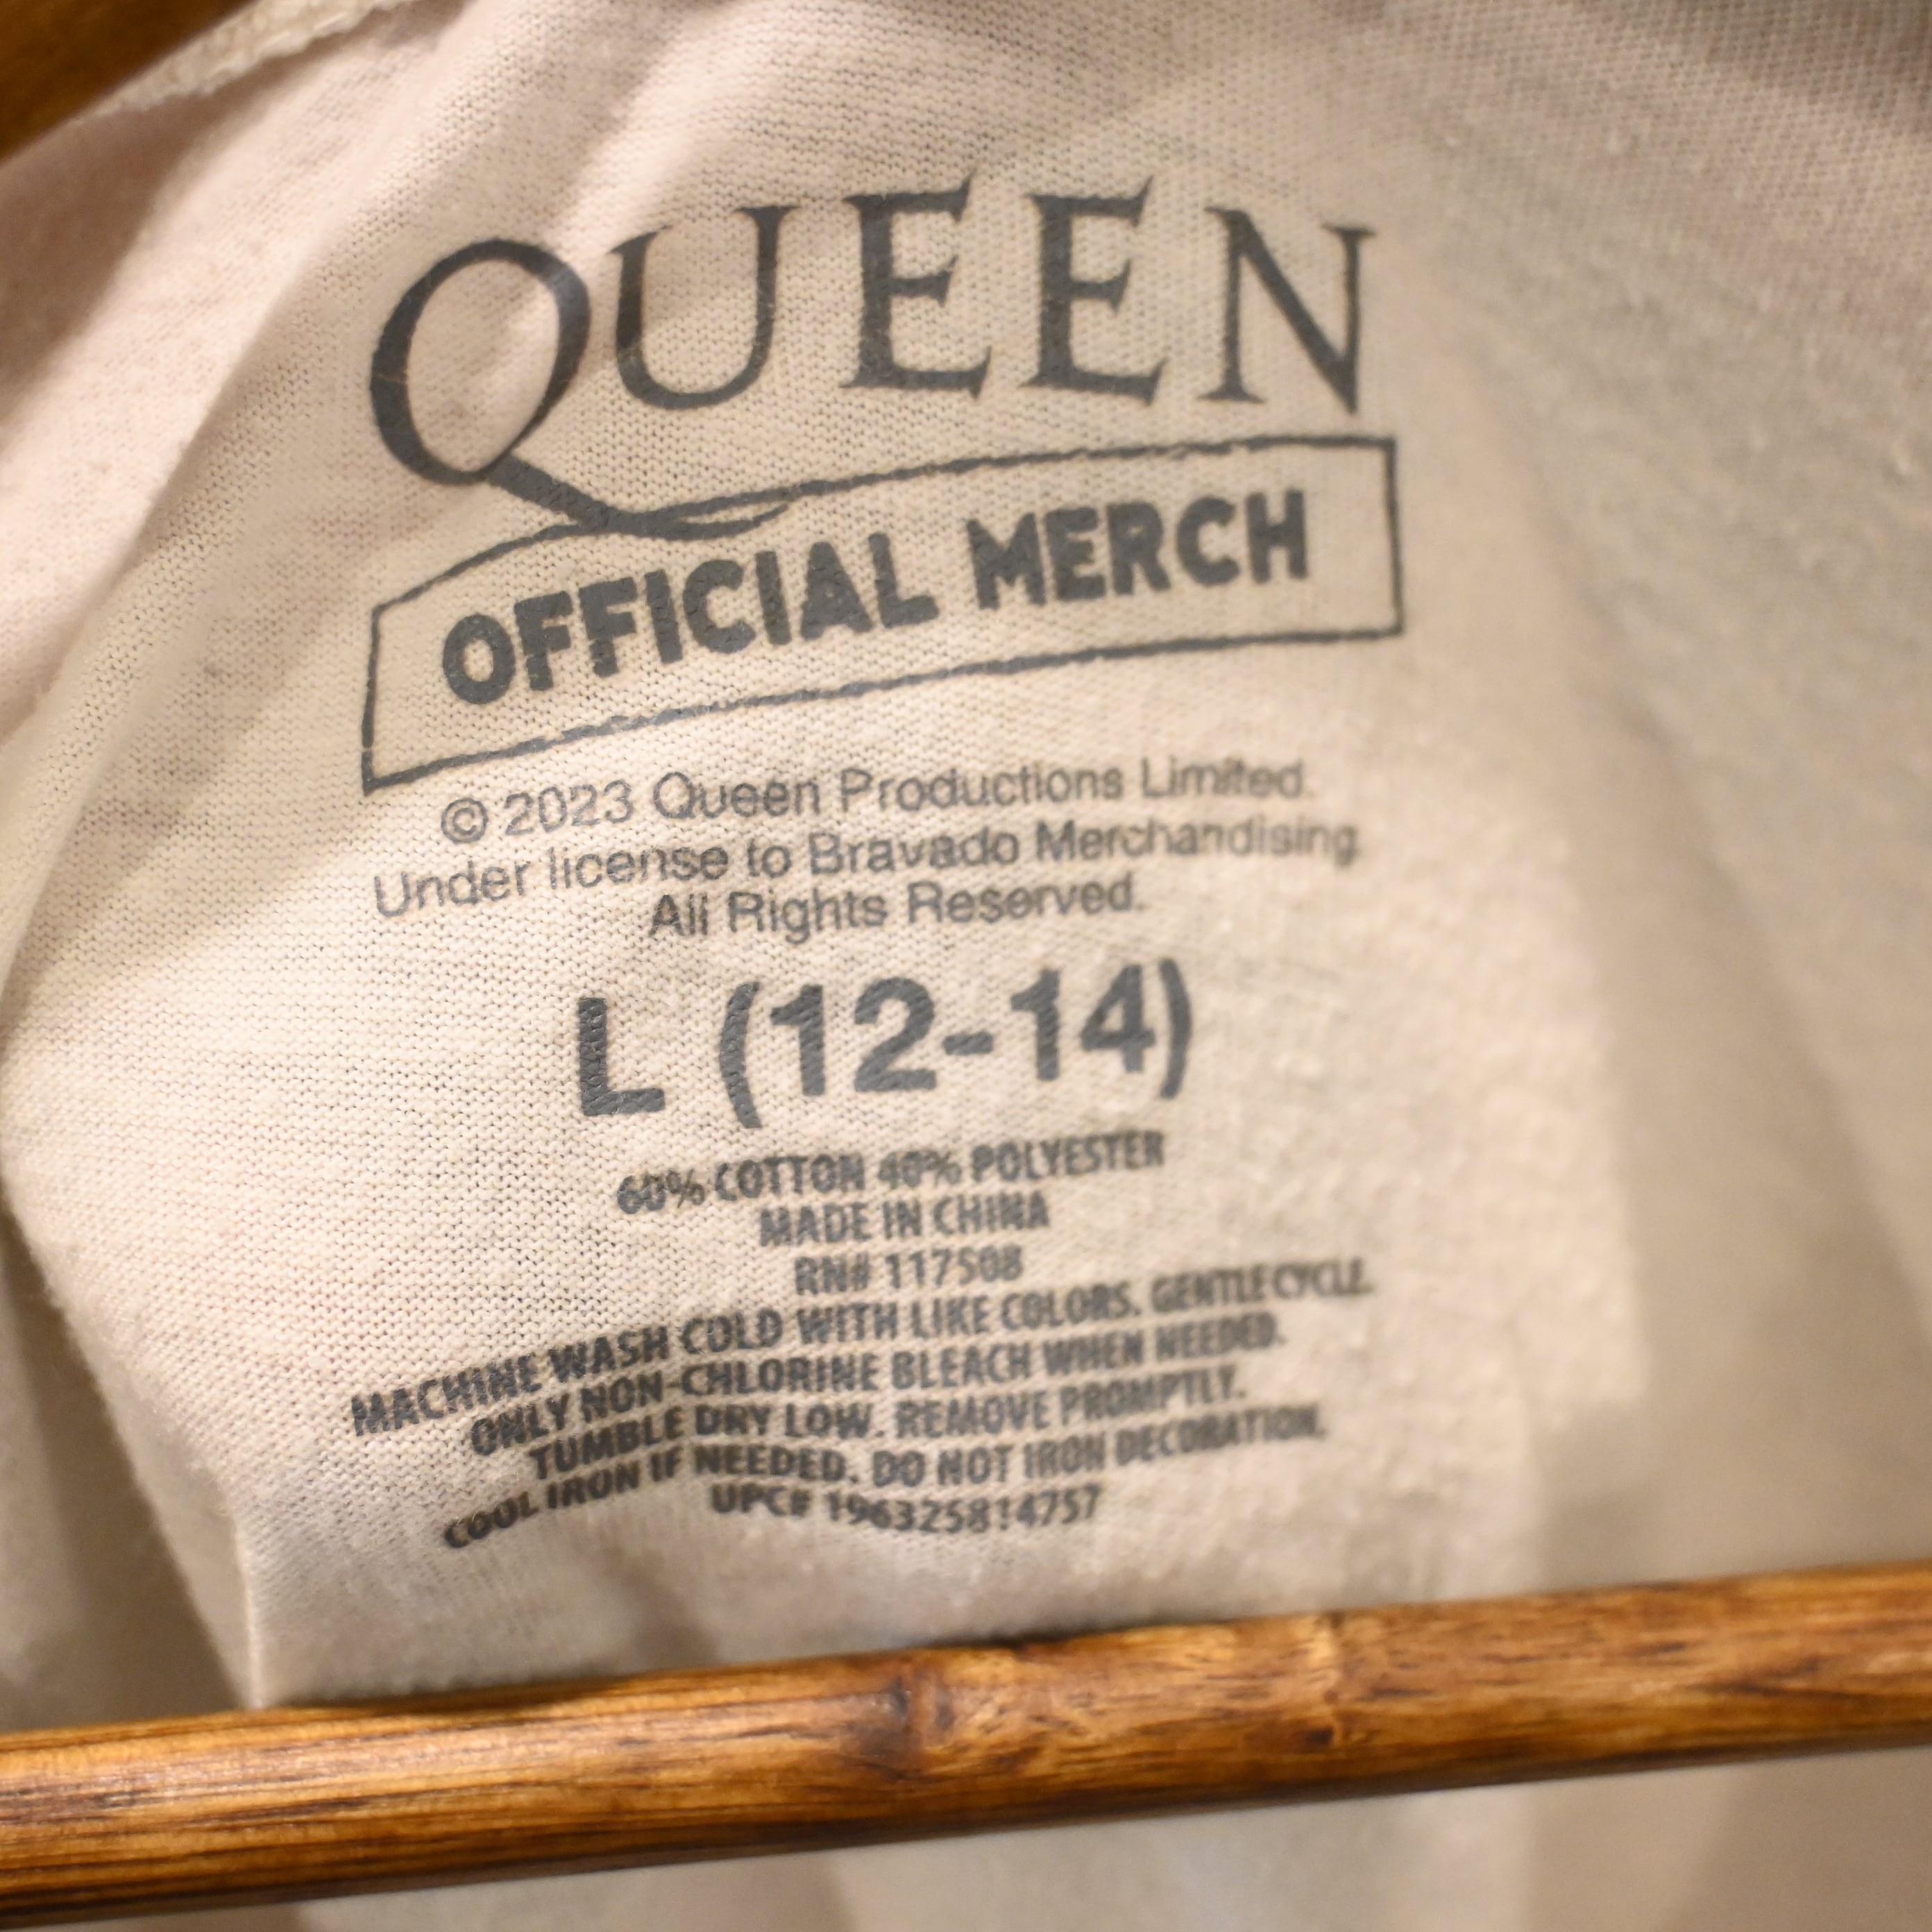 QUEEN
OFFICIAL MERCH
© 2023 Queen Productions Limited.
Under license to Bravado Merchandising
All Rights Reserved.
L (12-14)
60% COTTON 40% POLYESTER
MADE IN CHINA
RN# 117508
MACHINE WASH COLD WITH LIKE COLORS. GENTLE CYCLE.
ONLY NON-CHLORINE BLEACH WHEN NEEDED.
TUMBLE DRY LOW. REMOVE PROMPTLY.
COOL IRON IF NEEDED. DO NOT IRON DECORATION.
UPC# 196325814757